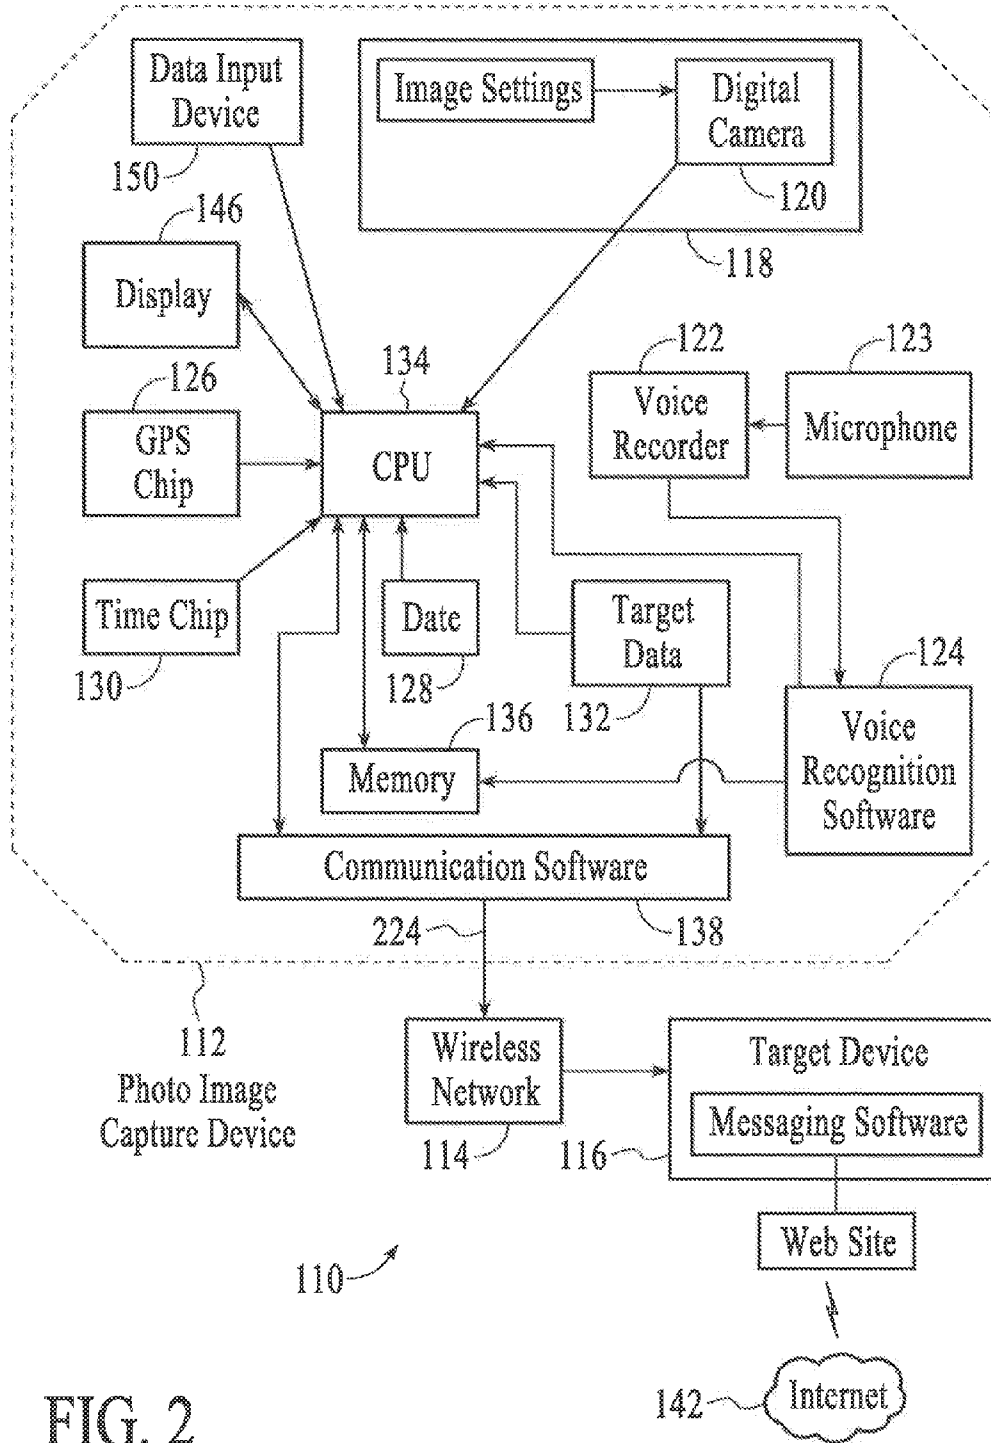 Data Input
Device
150
Image Settings
Digital
Camera
120
118
146
Display
126
GPS
Chip
134
CPU
122
Voice
Recorder
123
Microphone
Time Chip
130
Date
128
Target
Data
132
124
Voice
Recognition
Software
136
Memory
Communication Software
224
138
112
Photo Image
Capture Device
Wireless
Network
114
Target Device
Messaging Software
116
Web Site
110
142
Internet
FIG. 2